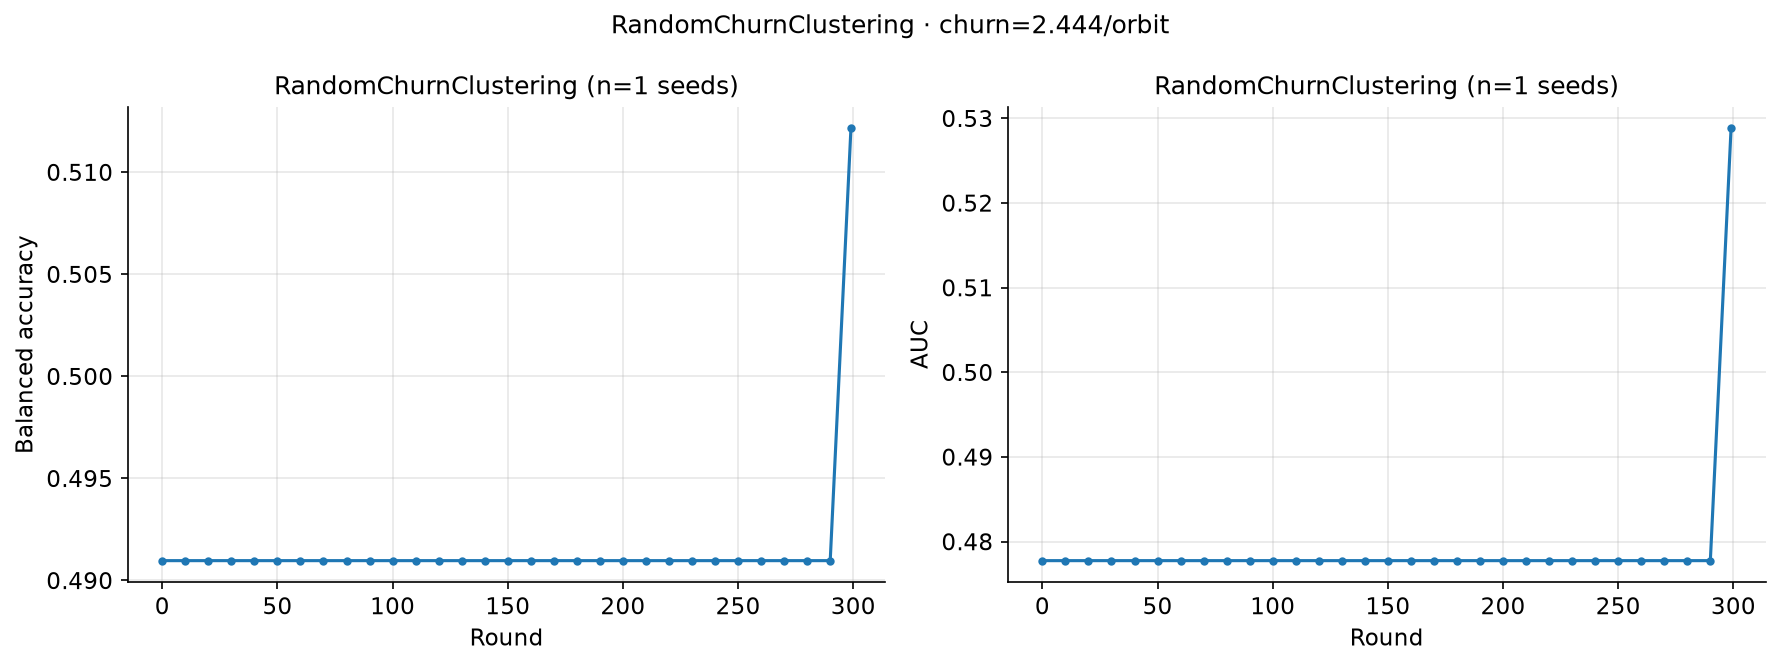 RandomChurnClustering · churn=2.444/orbit
RandomChurnClustering (n=1 seeds)
Balanced accuracy
0.510
0.505
0.500
0.495
0.490
0 50 100 150 200 250 300
Round
RandomChurnClustering (n=1 seeds)
AUC
0.53
0.52
0.51
0.50
0.49
0.48
0 50 100 150 200 250 300
Round